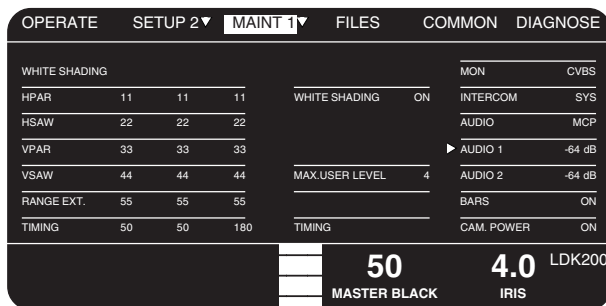 OPERATE SETUP 2 MAINT 1 FILES COMMON DIAGNOSE
WHITE SHADING MON CVBS
HPAR 11 11 11 WHITE SHADING ON INTERCOM SYS
HSAW 22 22 22 AUDIO MCP
VPAR 33 33 33 AUDIO 1 -64 dB
VSAW 44 44 44 MAX.USER LEVEL 4 AUDIO 2 -64 dB
RANGE EXT. 55 55 55 BARS ON
TIMING 50 50 180 TIMING CAM. POWER ON
50 4.0 LDK200
MASTER BLACK IRIS